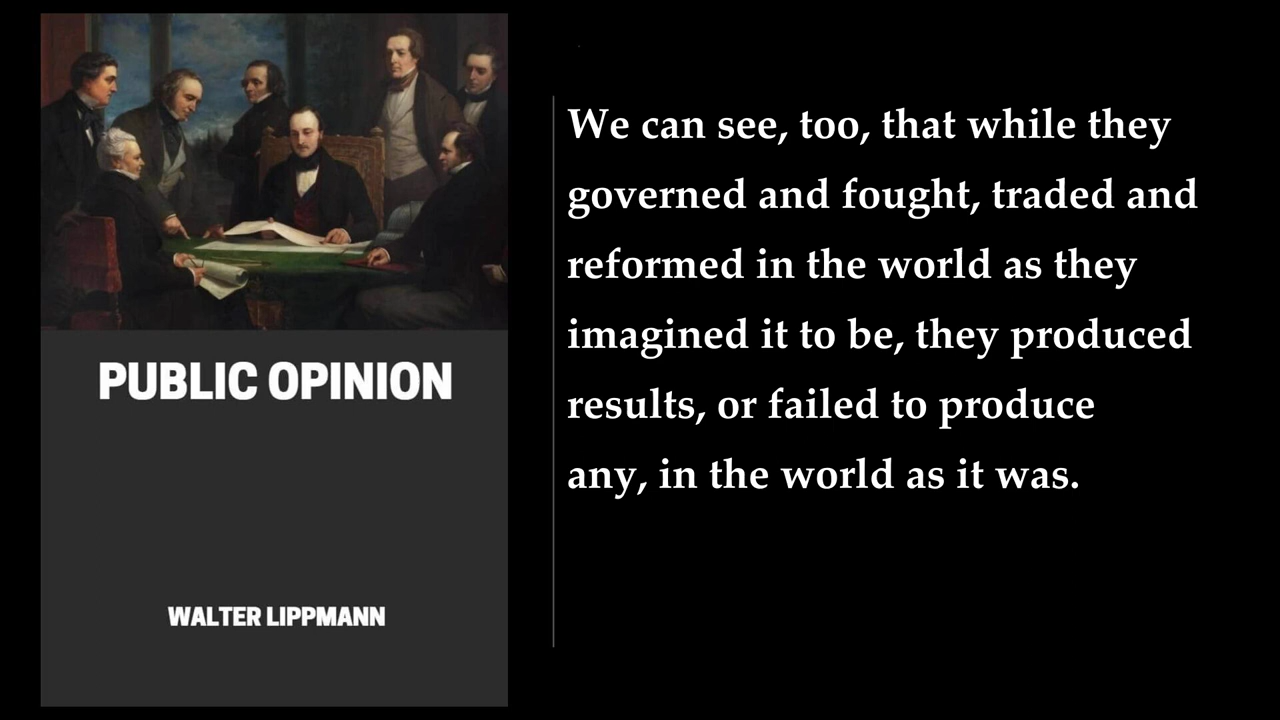 PUBLIC OPINION
WALTER LIPPMANN
We can see, too, that while they
governed and fought, traded and
reformed in the world as they
imagined it to be, they produced
results, or failed to produce
any, in the world as it was.